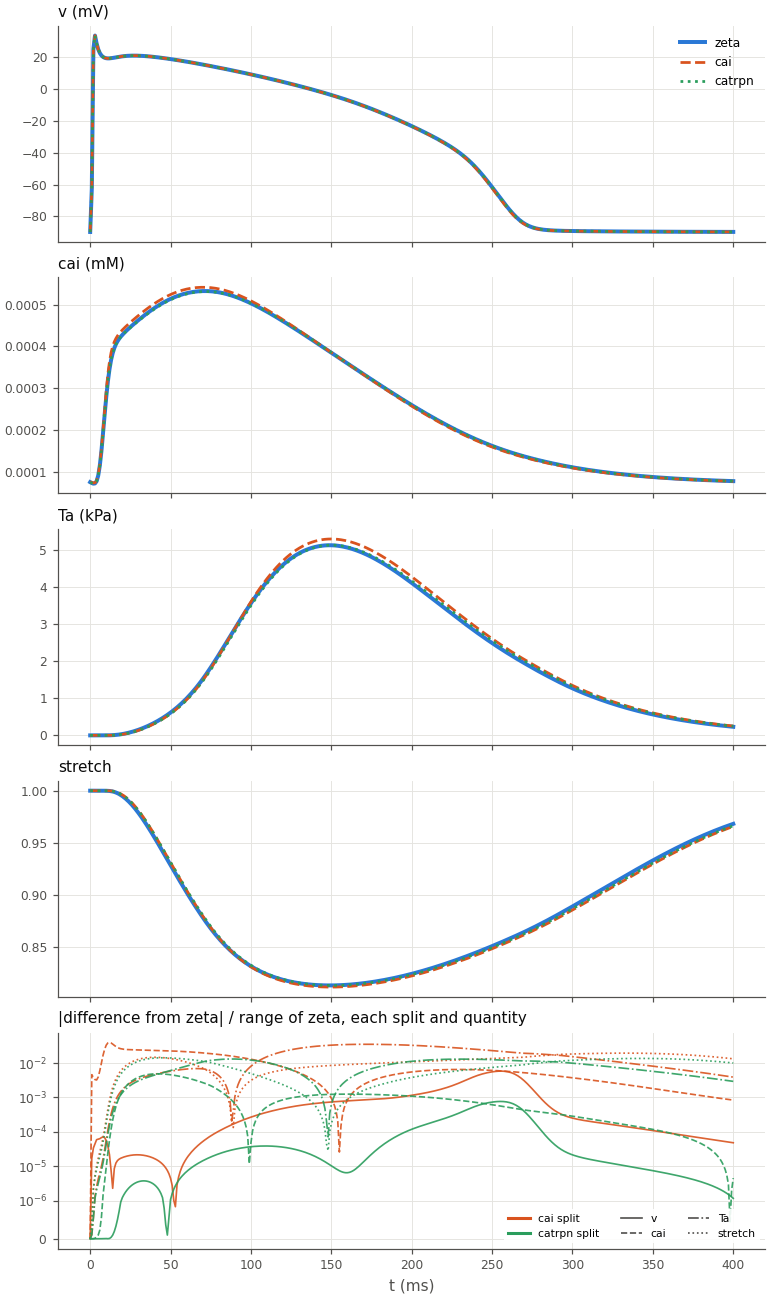 v (mV)
20
0
−20
−40
−60
−80
zeta
cai
catrpn
cai (mM)
0.0005
0.0004
0.0003
0.0002
0.0001
Ta (kPa)
5
4
3
2
1
0
stretch
1.00
0.95
0.90
0.85
|difference from zeta| / range of zeta, each split and quantity
10⁻²
10⁻³
10⁻⁴
10⁻⁵
10⁻⁶
0
cai split v Ta
catrpn split cai stretch
0 50 100 150 200 250 300 350 400
t (ms)